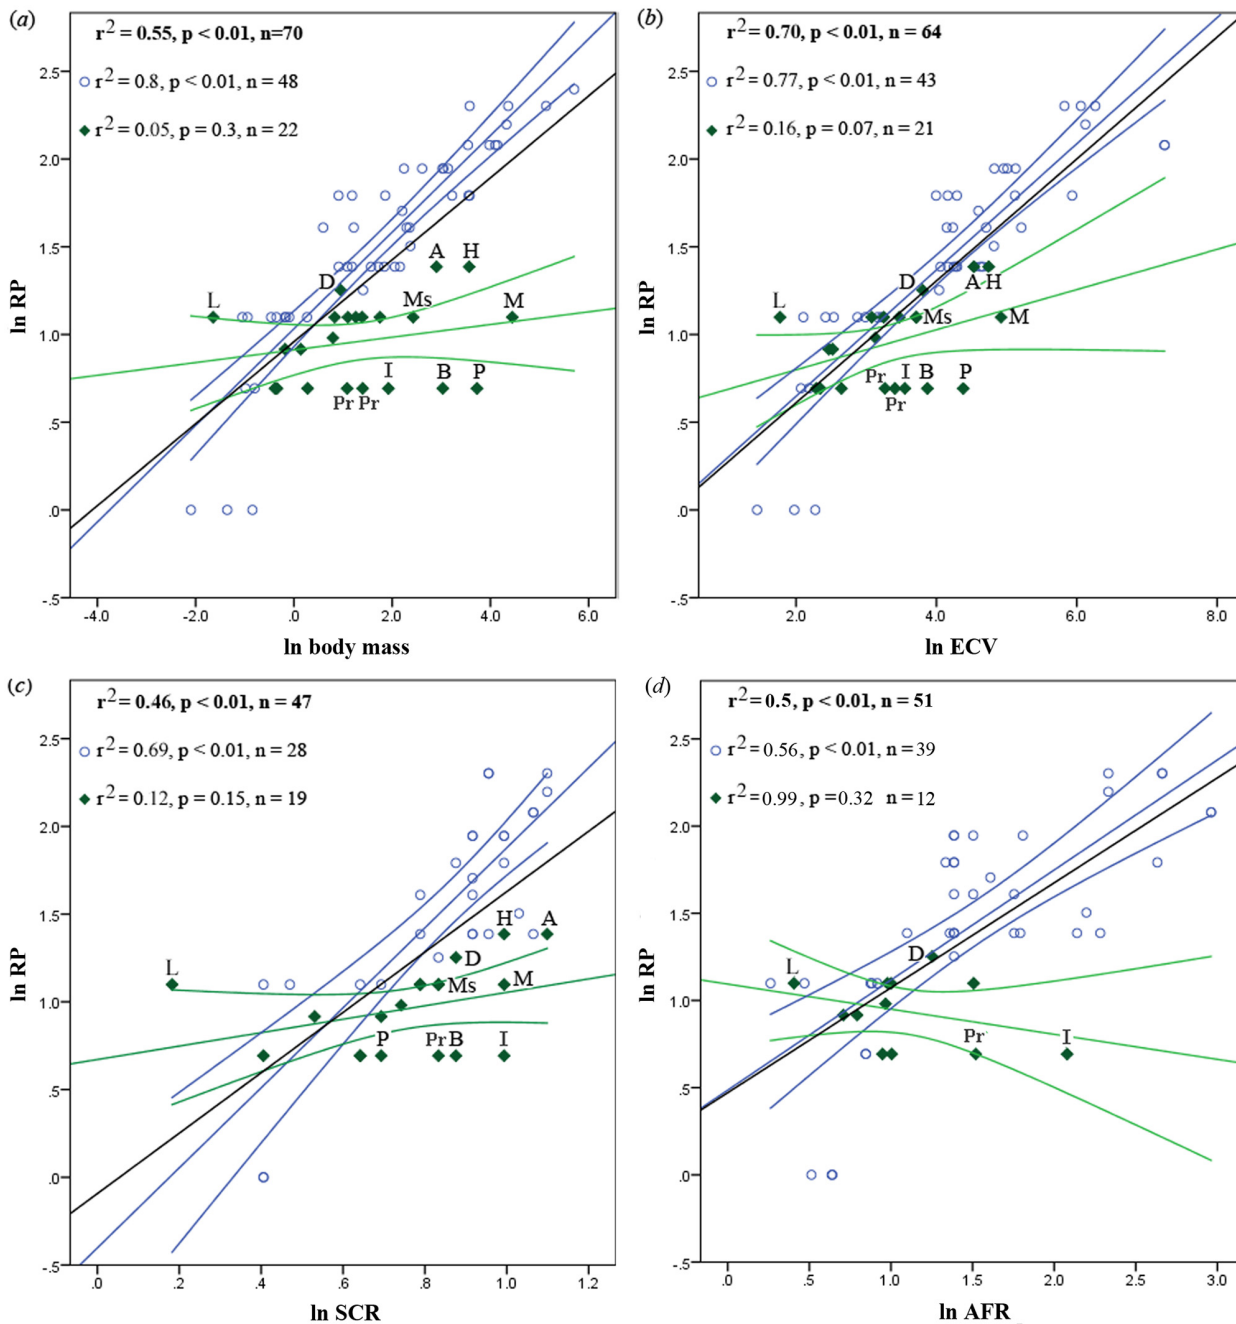 (a)
r2 = 0.55, p < 0.01, n=70
r2 = 0.8, p < 0.01, n = 48
r2 = 0.05, p = 0.3, n = 22
ln RP
2.5
2.0
1.5
1.0
.5
.0
-.5
L
D
A
H
Ms
M
I
B
P
Pr
Pr
-4.0
-2.0
.0
2.0
4.0
6.0
ln body mass
(b)
r2 = 0.70, p < 0.01, n = 64
r2 = 0.77, p < 0.01, n = 43
r2 = 0.16, p = 0.07, n = 21
ln RP
2.5
2.0
1.5
1.0
.5
.0
-.5
L
D
A
H
Ms
M
Pr
I
B
P
Pr
2.0
4.0
6.0
8.0
ln ECV
(c)
r2 = 0.46, p < 0.01, n = 47
r2 = 0.69, p < 0.01, n = 28
r2 = 0.12, p = 0.15, n = 19
ln RP
2.5
2.0
1.5
1.0
.5
.0
-.5
L
H
A
D
Ms
M
P
Pr
B
I
.0
.2
.4
.6
.8
1.0
1.2
ln SCR
(d)
r2 = 0.5, p < 0.01, n = 51
r2 = 0.56, p < 0.01, n = 39
r2 = 0.99, p = 0.32 n = 12
ln RP
2.5
2.0
1.5
1.0
.5
.0
-.5
L
D
Pr
I
.0
.5
1.0
1.5
2.0
2.5
3.0
ln AFR